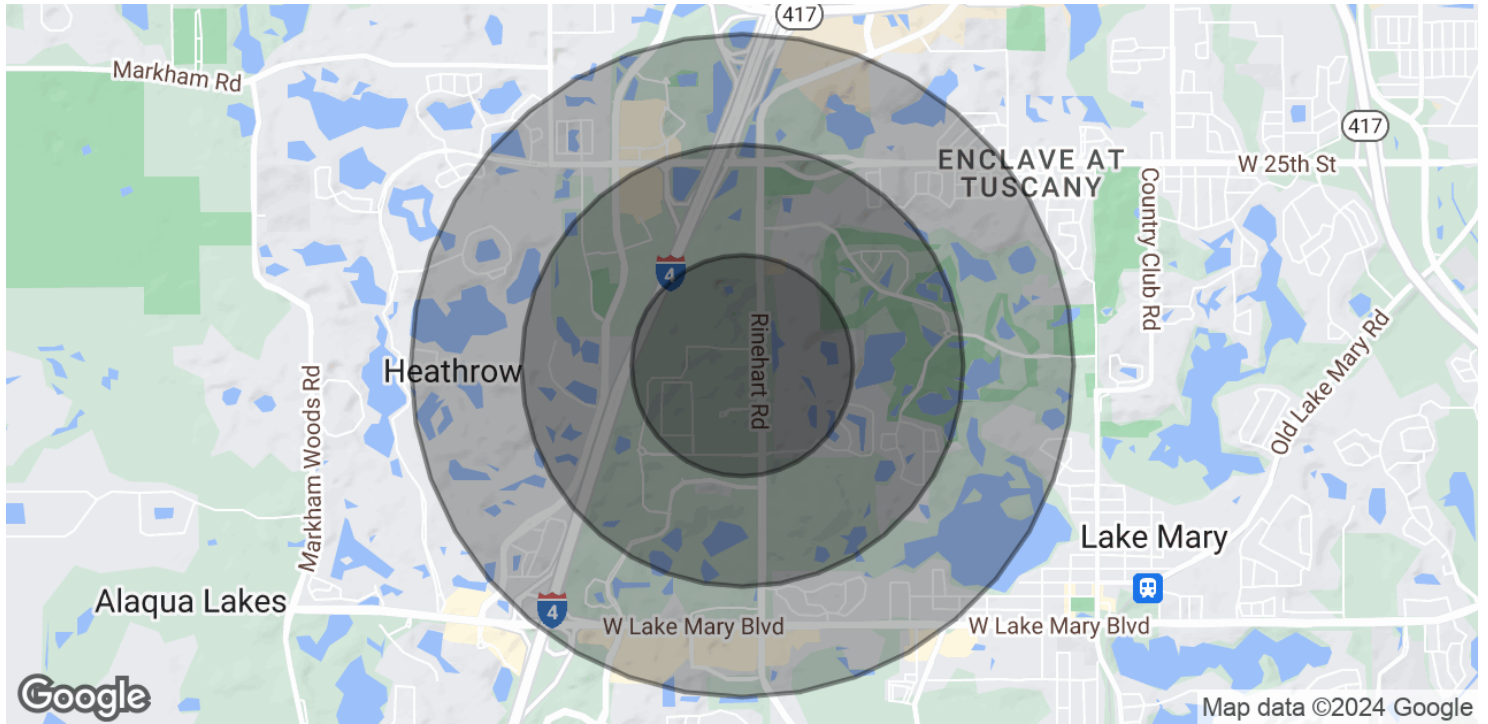 417
Markham Rd
417
ENCLAVE AT
TUSCANY
W 25th St
Country Club Rd
4
Rinehart Rd
Heathrow
Markham Woods Rd
Old Lake Mary Rd
Lake Mary
Alaqua Lakes
4
W Lake Mary Blvd
W Lake Mary Blvd
Google
Map data ©2024 Google